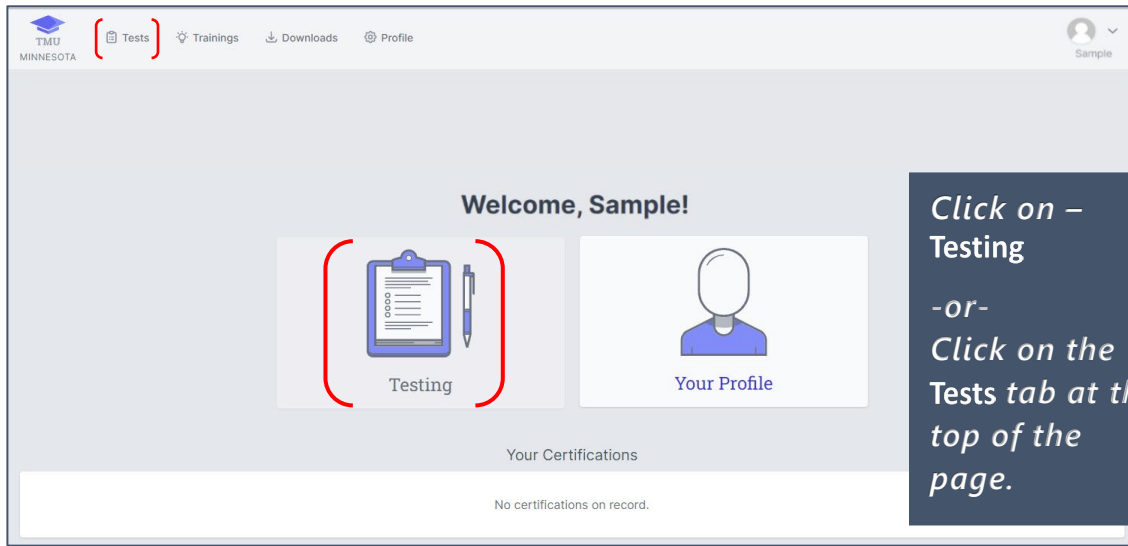 TMU
MINNESOTA
Tests
Trainings
Downloads
Profile
Sample
Welcome, Sample!
Testing
Your Profile
Your Certifications
No certifications on record.
Click on –
Testing
-or-
Click on the
Tests tab at
top of the
page.